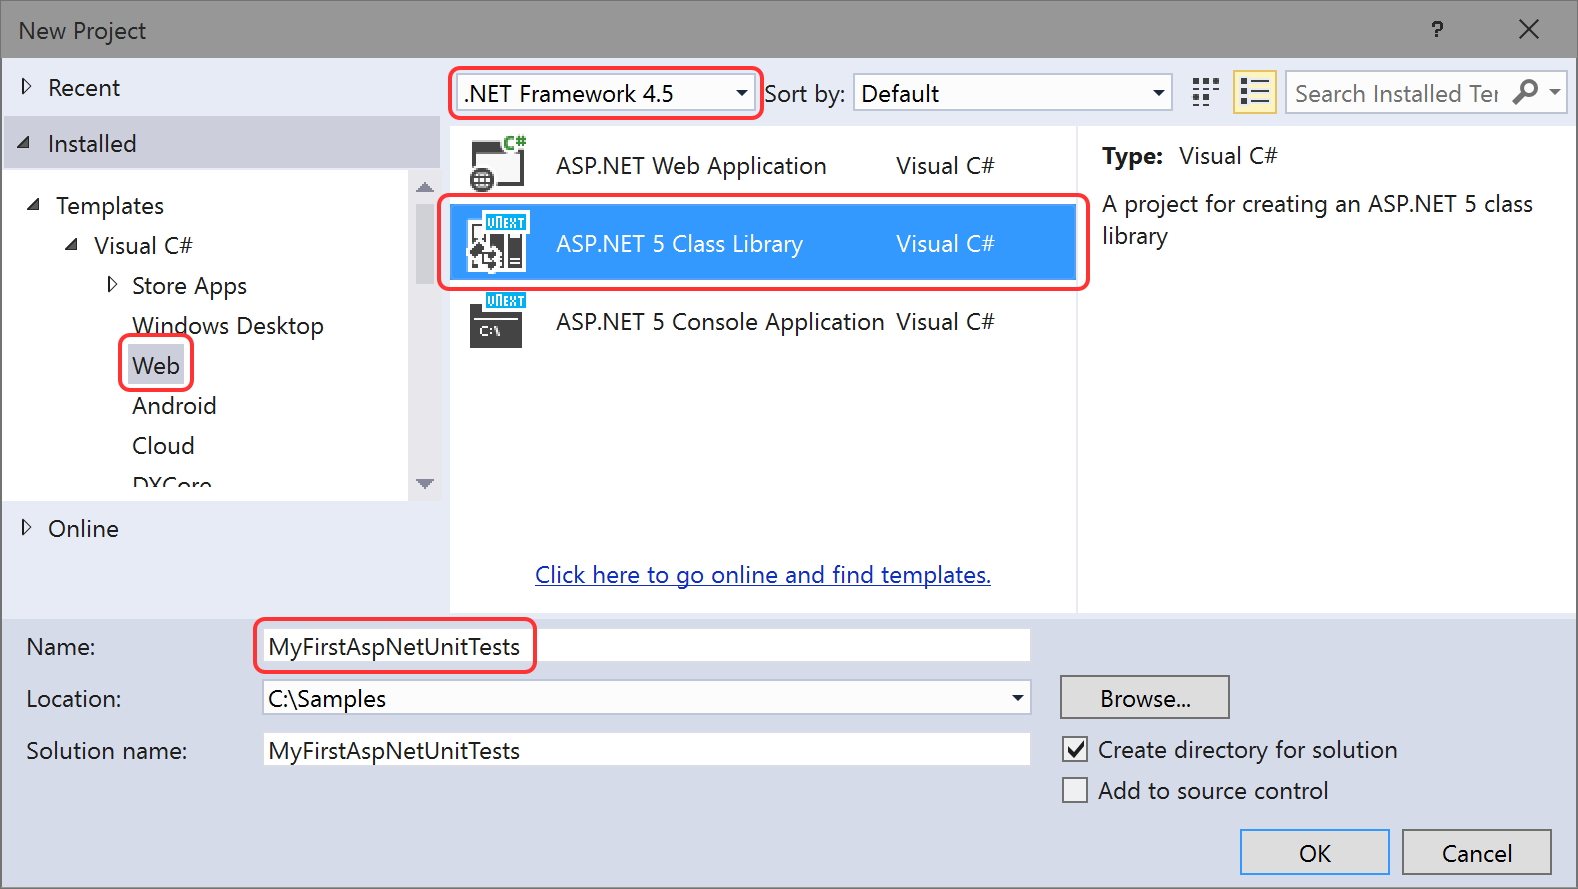 New Project
?
Recent
.NET Framework 4.5
Sort by:
Default
Search Installed Ter
Installed
Templates
Visual C#
Store Apps
Windows Desktop
Web
Android
Cloud
DXCore
Online
C#
ASP.NET Web Application
Visual C#
vNEXT
ASP.NET 5 Class Library
Visual C#
vNEXT
C:\
ASP.NET 5 Console Application
Visual C#
Click here to go online and find templates.
Type: Visual C#
A project for creating an ASP.NET 5 class
library
Name:
MyFirstAspNetUnitTests
Location:
C:\Samples
Browse...
Solution name:
MyFirstAspNetUnitTests
Create directory for solution
Add to source control
OK
Cancel